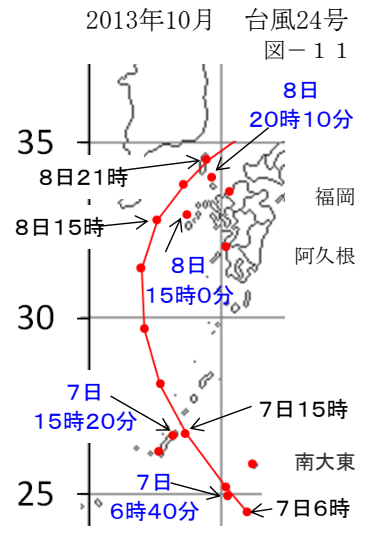 2013年10月　台風24号
図－１１
8日
20時10分
35
8日21時
福岡
8日15時
阿久根
8日
15時0分
30
7日
15時20分
7日15時
南大東
7日
6時40分
25
7日6時